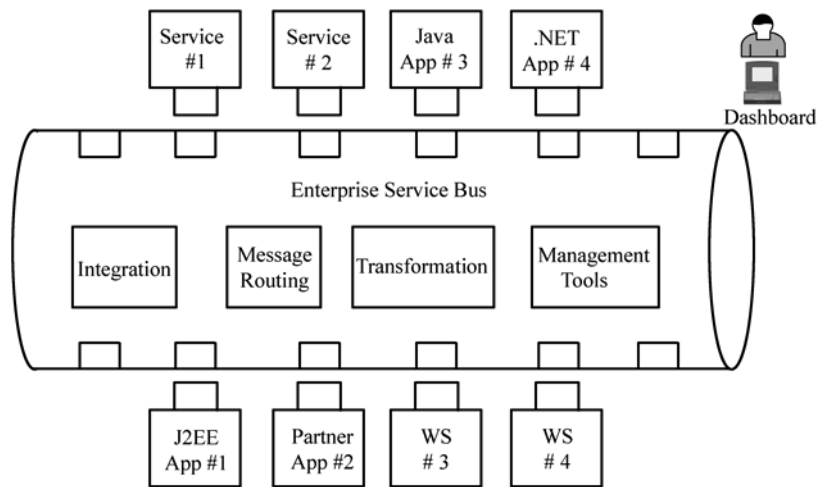 Service
#1
Service
# 2
Java
App # 3
.NET
App # 4
Dashboard
Enterprise Service Bus
Integration
Message
Routing
Transformation
Management
Tools
J2EE
App #1
Partner
App #2
WS
# 3
WS
# 4